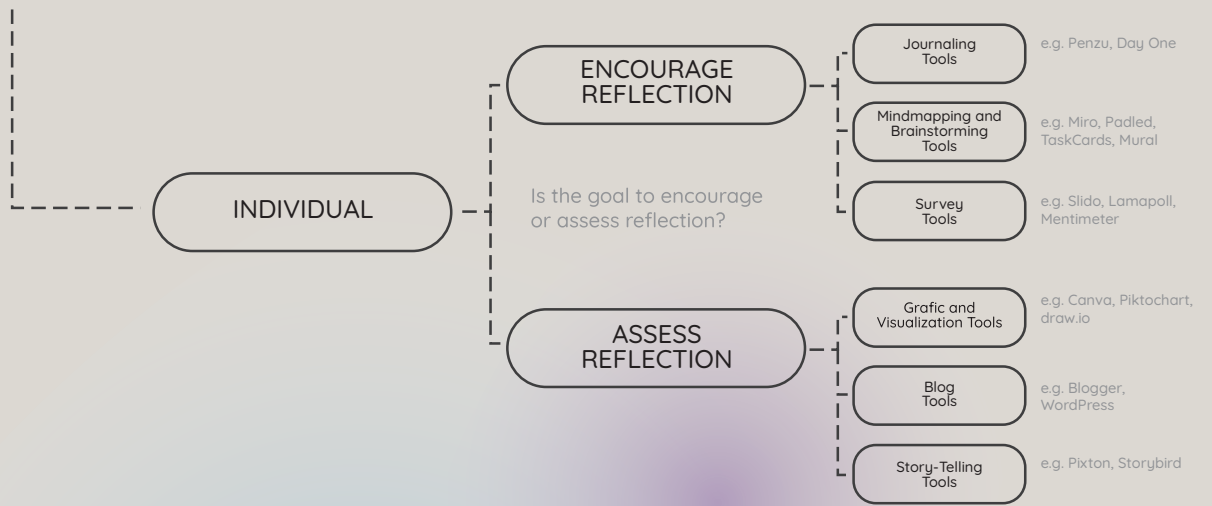 INDIVIDUAL
ENCOURAGE
REFLECTION
Is the goal to encourage
or assess reflection?
ASSESS
REFLECTION
Journaling
Tools
e.g. Penzu, Day One
Mindmapping and
Brainstorming
Tools
e.g. Miro, Padled,
TaskCards, Mural
Survey
Tools
e.g. Slido, Lamapoll,
Mentimeter
Grafic and
Visualization Tools
e.g. Canva, Piktochart,
draw.io
Blog
Tools
e.g. Blogger,
WordPress
Story-Telling
Tools
e.g. Pixton, Storybird